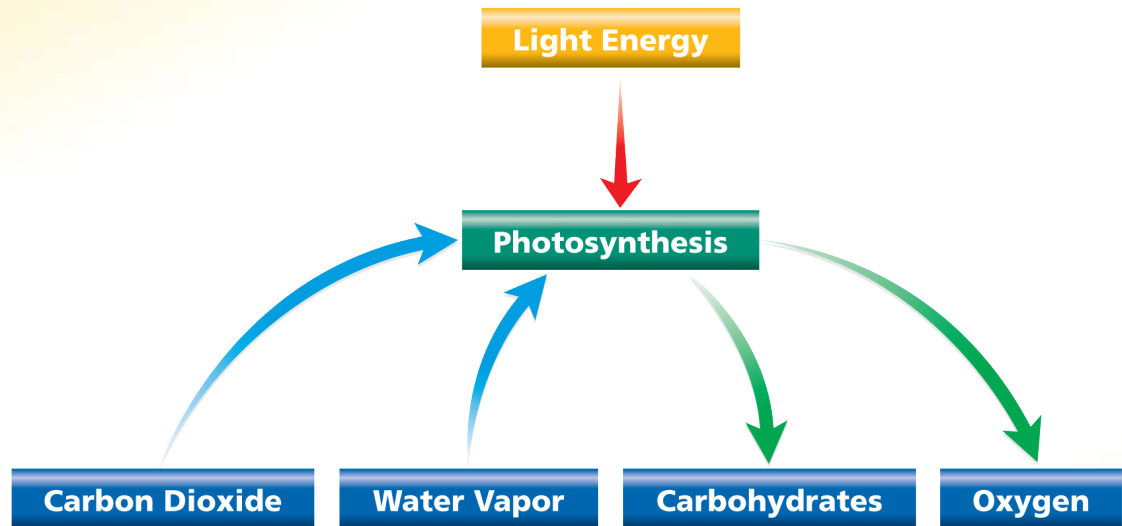 Light Energy
Photosynthesis
Carbon Dioxide
Water Vapor
Carbohydrates
Oxygen